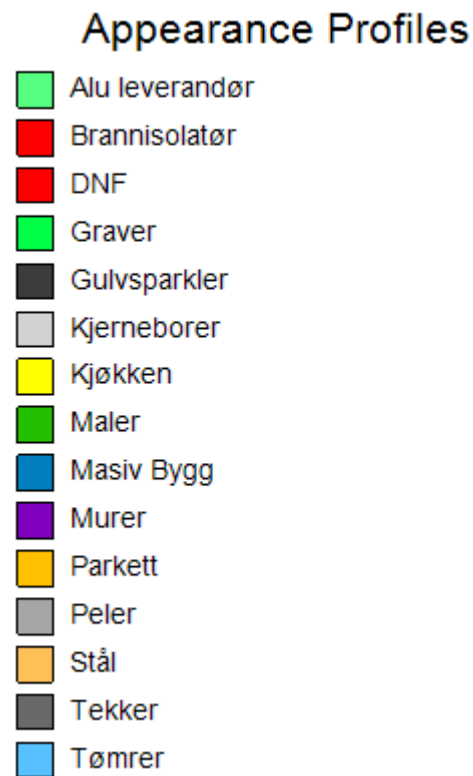 Appearance Profiles
Alu leverandør
Brannisolatør
DNF
Graver
Gulvsparkler
Kjerneborer
Kjøkken
Maler
Masiv Bygg
Murer
Parkett
Peler
Stål
Tekker
Tømrer